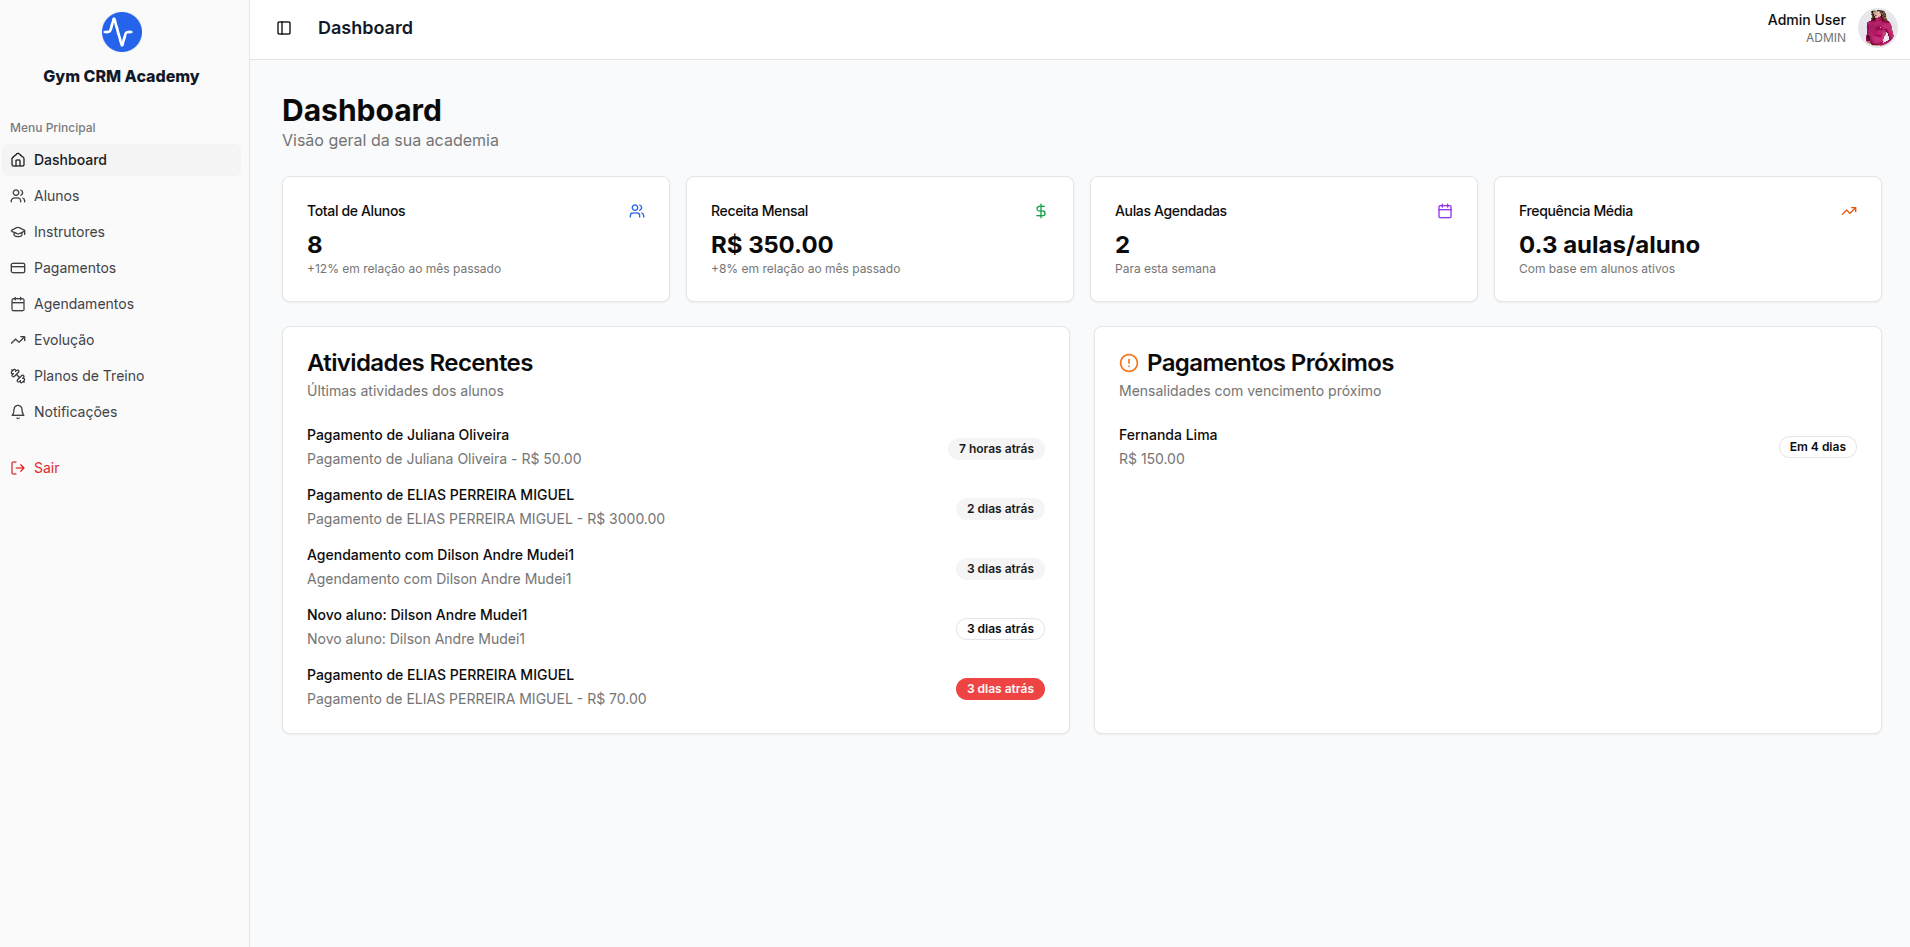 Gym CRM Academy
Menu Principal
Dashboard
Alunos
Instrutores
Pagamentos
Agendamentos
Evolução
Planos de Treino
Notificações
Sair
Dashboard
Admin User
ADMIN
Dashboard
Visão geral da sua academia
Total de Alunos
8
+12% em relação ao mês passado
Receita Mensal
R$ 350.00
+8% em relação ao mês passado
Aulas Agendadas
2
Para esta semana
Frequência Média
0.3 aulas/aluno
Com base em alunos ativos
Atividades Recentes
Últimas atividades dos alunos
Pagamento de Juliana Oliveira
Pagamento de Juliana Oliveira - R$ 50.00
7 horas atrás
Pagamento de ELIAS PERREIRA MIGUEL
Pagamento de ELIAS PERREIRA MIGUEL - R$ 3000.00
2 dias atrás
Agendamento com Dilson Andre Mudei1
Agendamento com Dilson Andre Mudei1
3 dias atrás
Novo aluno: Dilson Andre Mudei1
Novo aluno: Dilson Andre Mudei1
3 dias atrás
Pagamento de ELIAS PERREIRA MIGUEL
Pagamento de ELIAS PERREIRA MIGUEL - R$ 70.00
3 dias atrás
Pagamentos Próximos
Mensalidades com vencimento próximo
Fernanda Lima
R$ 150.00
Em 4 dias